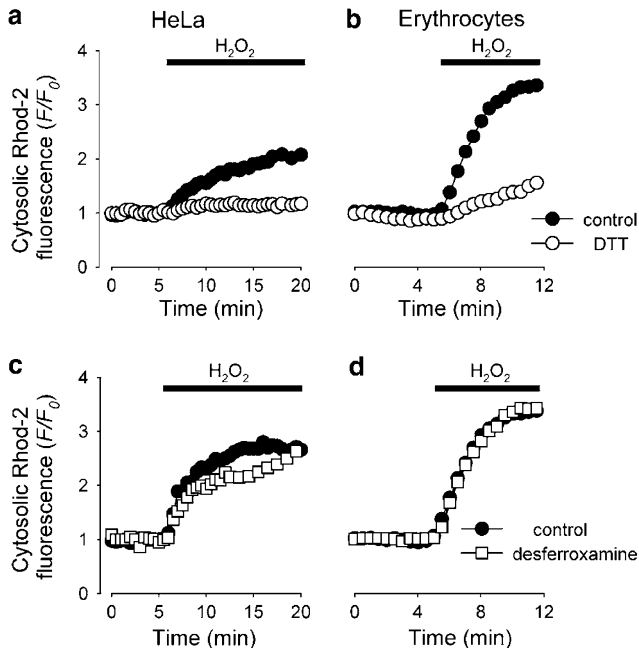 a HeLa
b Erythrocytes
H2O2
H2O2
4
3
2
1
0
Cytosolic Rhod-2
fluorescence (F/F0)
control
DTT
0 5 10 15 20
0 4 8 12
Time (min)
Time (min)
c
d
H2O2
H2O2
4
3
2
1
0
Cytosolic Rhod-2
fluorescence (F/F0)
control
desferroxamine
0 5 10 15 20
0 4 8 12
Time (min)
Time (min)